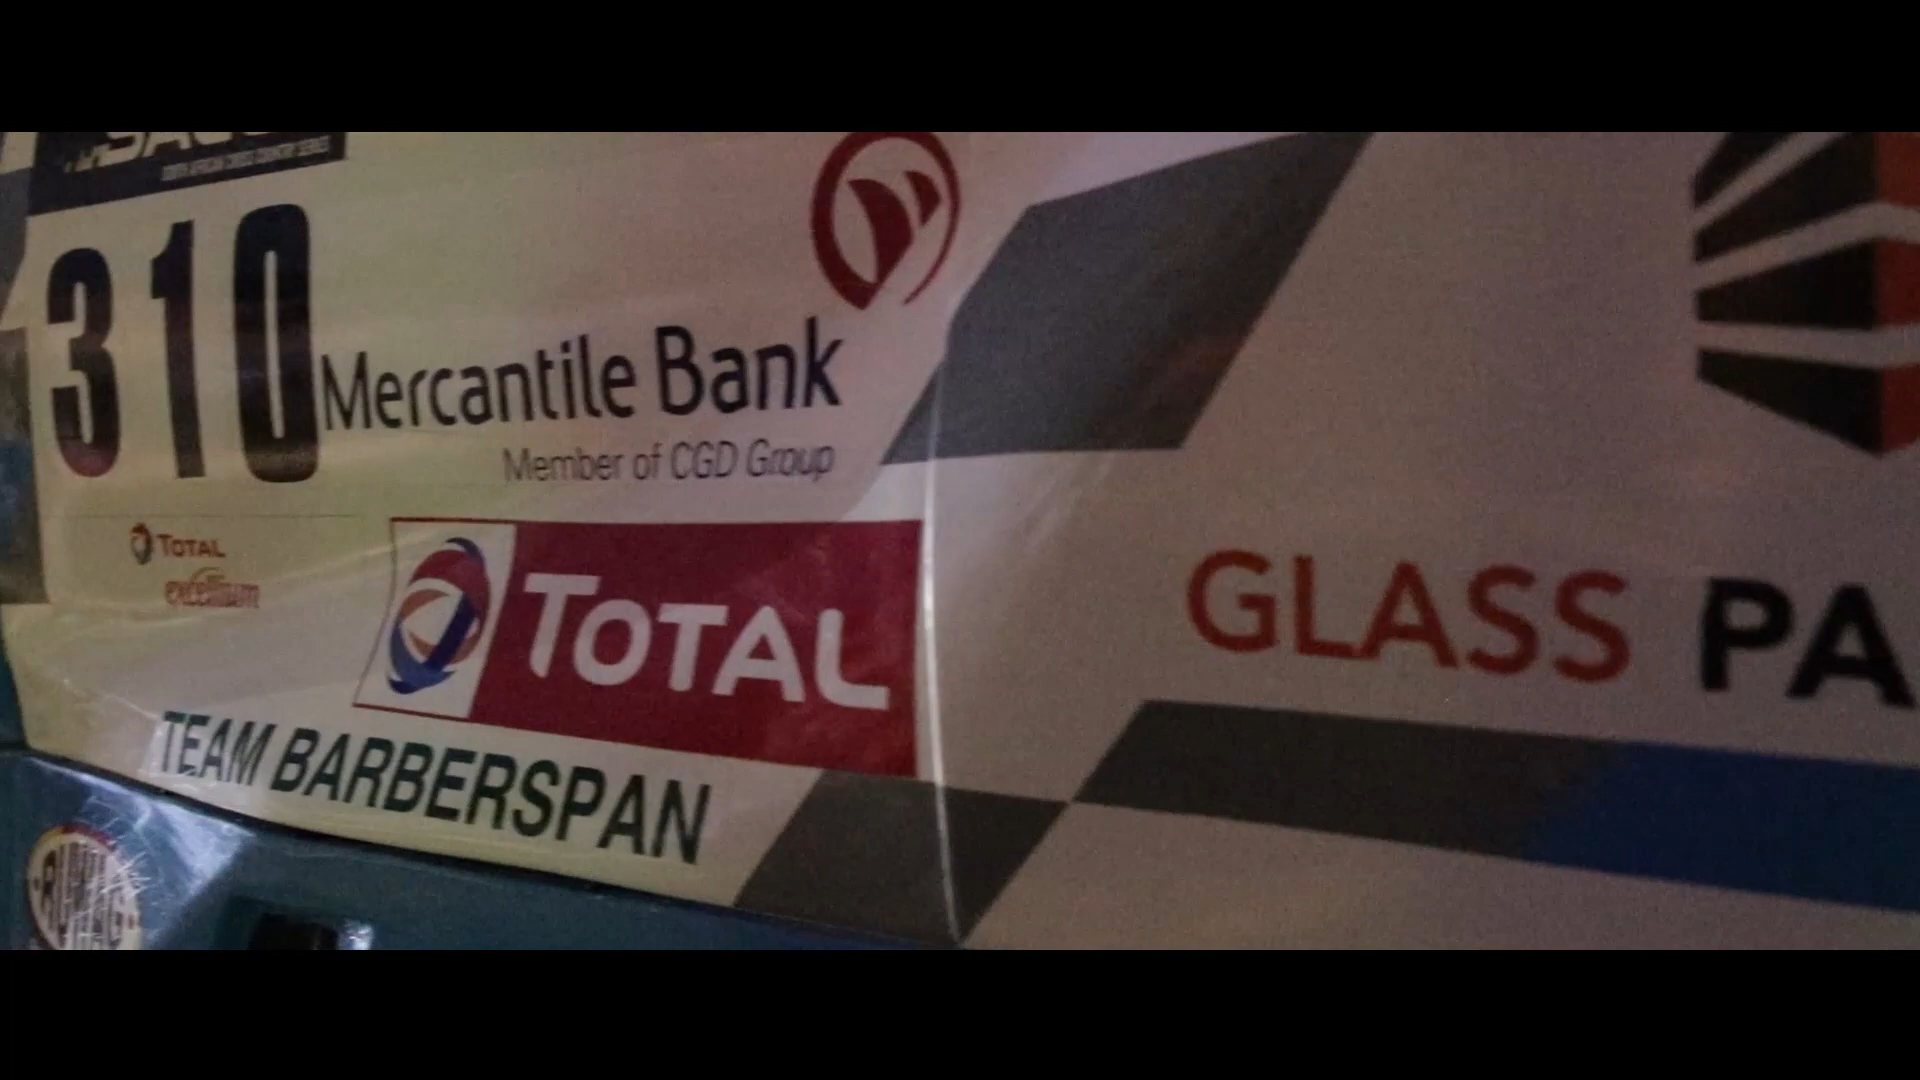 310
Mercantile Bank
Member of CGD Group
TOTAL
excellium
TOTAL
TEAM BARBERSPAN
GLASS PA